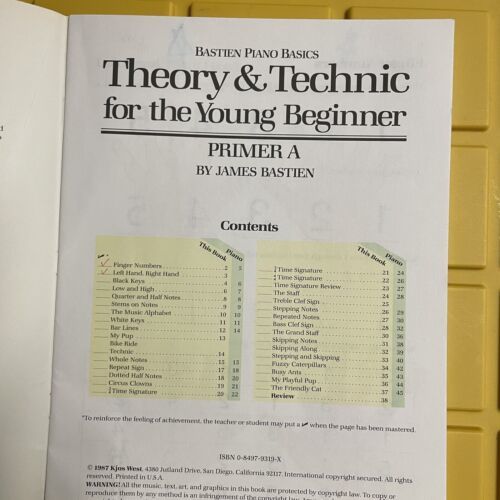 BASTIEN PIANO BASICS
Theory & Technic
for the Young Beginner
PRIMER A
BY JAMES BASTIEN
Contents
This Book Piano
Finger Numbers 2 5
Left Hand, Right Hand 3
Black Keys 4 6
Low and High 6 7
Quarter and Half Notes 8 8
Stems on Notes 9
The Music Alphabet 10 10
White Keys 11 11
Bar Lines 12 14
My Pup 13
Bike Ride
Technic 14
Whole Notes 15 15
Repeat Sign 17 18
Dotted Half Notes 18 20
Circus Clowns 19 21
Time Signature 20 22
This Book Piano
Time Signature 21 24
Time Signature 22 26
Time Signature Review 23 27
The Staff 24 28
Treble Clef Sign 25
Stepping Notes 26 29
Repeated Notes 27 30
Bass Clef Sign 28 32
The Grand Staff 30
Skipping Notes 31 38
Skipping Along 32 39
Stepping and Skipping 33 40
Fuzzy Caterpillars 34 42
Busy Ants 35 43
My Playful Pup 36 44
The Friendly Cat 37 45
Review 38
*To reinforce the feeling of achievement, the teacher or student may put a ✓ when the page has been mastered.
ISBN 0-8497-9319-X
© 1987 Kjos West, 4380 Jutland Drive, San Diego, California 92117. International copyright secured. All rights
reserved. Printed in U.S.A.
WARNING! All the music, text, art, and graphics in this book are protected by copyright law. To copy or
reproduce them by any method is an infringement of the copyright law.